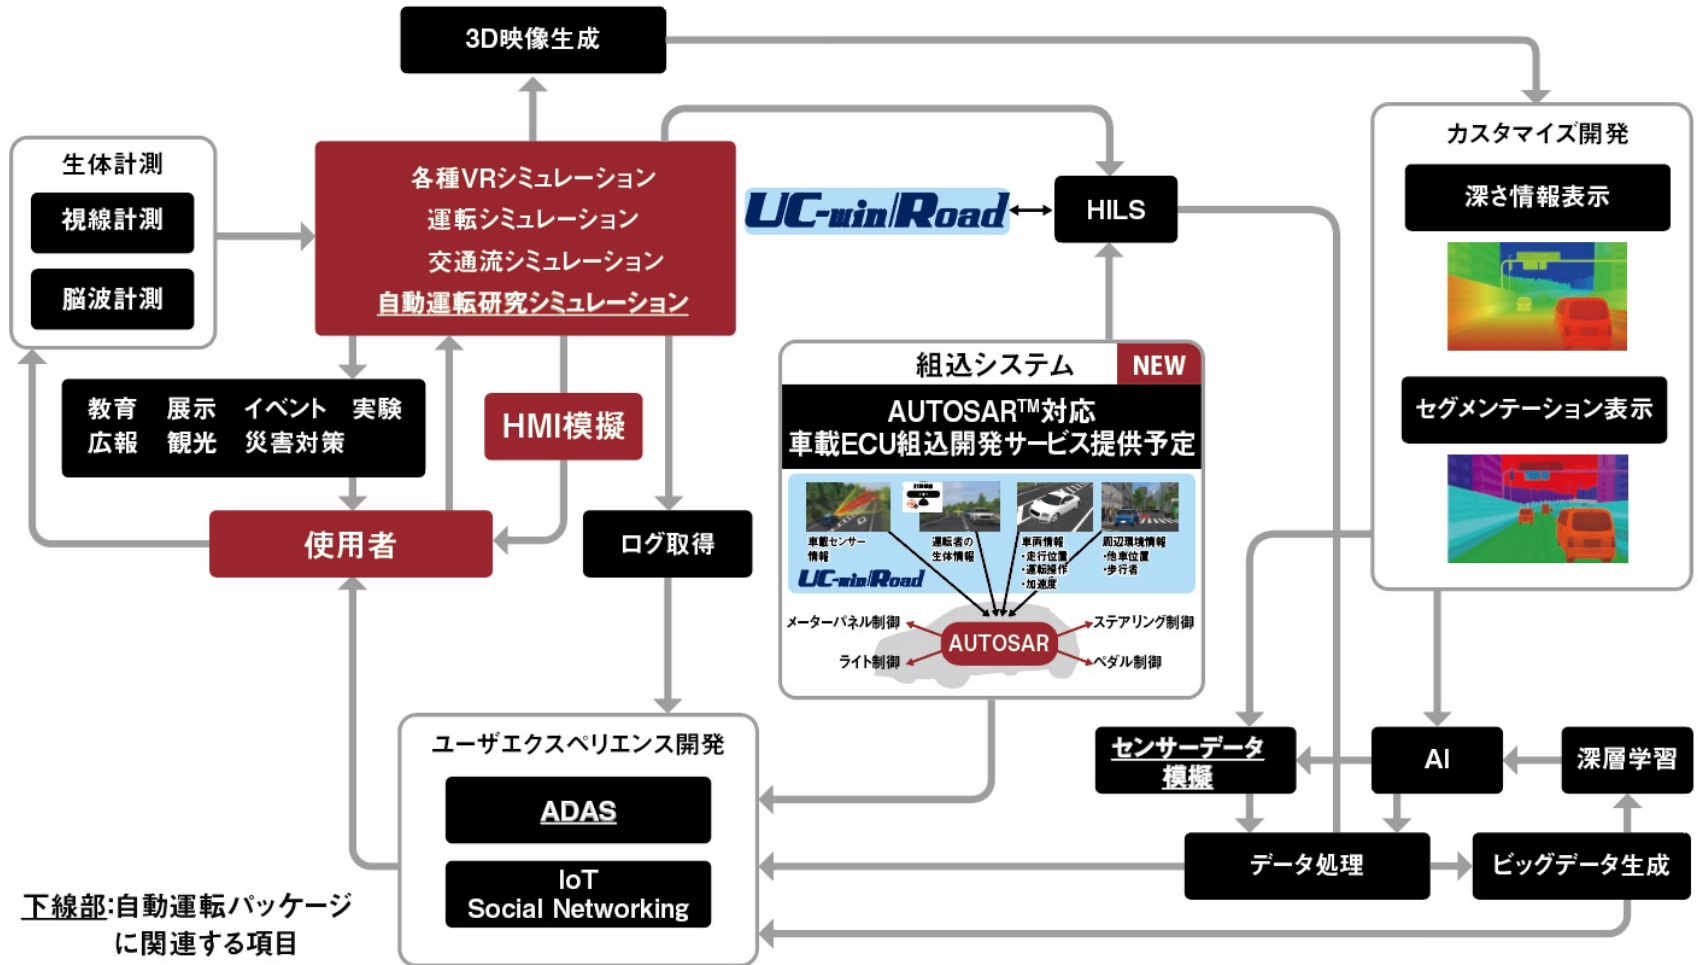 3D映像生成
生体計測
視線計測
脳波計測
各種VRシミュレーション
運転シミュレーション
交通流シミュレーション
自動運転研究シミュレーション
UC-win/Road
HILS
カスタマイズ開発
深さ情報表示
セグメンテーション表示
教育 展示 イベント 実験
広報 観光 災害対策
HMI模擬
使用者
ログ取得
組込システム
NEW
AUTOSAR™対応
車載ECU組込開発サービス提供予定
車載センサー
情報
運転者の
生体情報
車両情報
・走行位置
・運転操作
・加速度
周辺環境情報
・他車位置
・歩行者
UC-win/Road
メーターパネル制御
ステアリング制御
AUTOSAR
ライト制御
ペダル制御
ユーザエクスペリエンス開発
ADAS
IoT
Social Networking
センサーデータ
模擬
AI
深層学習
データ処理
ビッグデータ生成
下線部:自動運転パッケージ
に関連する項目